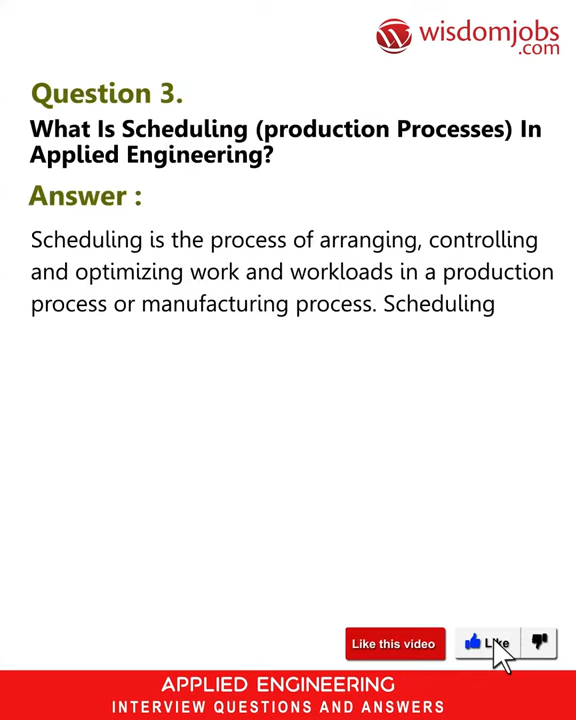 wisdomjobs
.com
Question 3.
What Is Scheduling (production Processes) In
Applied Engineering?
Answer :
Scheduling is the process of arranging, controlling
and optimizing work and workloads in a production
process or manufacturing process. Scheduling
Like this video
Like
APPLIED ENGINEERING
INTERVIEW QUESTIONS AND ANSWERS